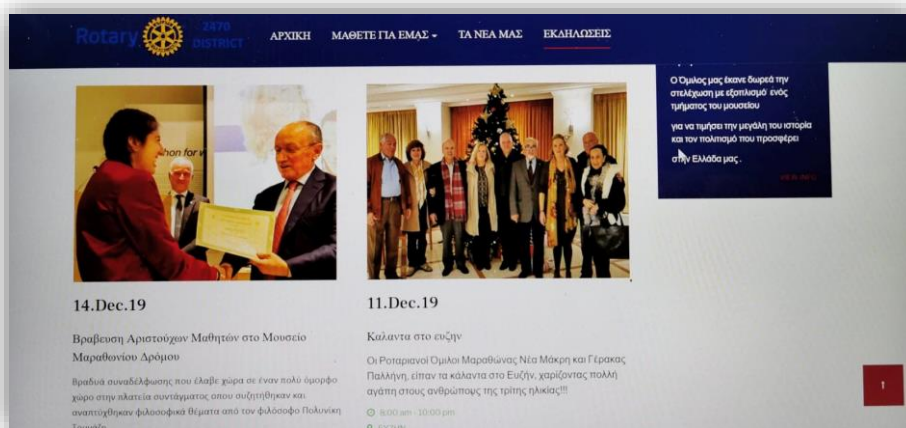 Rotary
2470
DISTRICT
ΑΡΧΙΚΗ ΜΑΘΕΤΕ ΓΙΑ ΕΜΑΣ ΤΑ ΝΕΑ ΜΑΣ ΕΚΔΗΛΩΣΕΙΣ
Ο Όμιλος μας έκανε δωρεά την
στελέχωση με εξοπλισμό ενός
τμήματος του μουσείου
για να τιμήσει την μεγάλη του ιστορία
και τον πολιτισμό που προσφέρει
στην Ελλάδα μας .
14.Dec.19
Βραβευση Αριστούχων Μαθητών στο Μουσείο
Μαραθωνίου Δρόμου
Βραδυά συναδέλφωσης που έλαβε χώρα σε έναν πολύ όμορφο
χώρο στην πλατεία συντάγματος οπου συζητήθηκαν και
αναπτύχθηκαν φιλοσοφικά θέματα από τον φιλόσοφο Πολυνίκη
11.Dec.19
Καλαντα στο ευζην
Οι Ροταριανοί Όμιλοι Μαραθώνας Νέα Μάκρη και Γέρακας
Παλλήνη, είπαν τα κάλαντα στο Ευζήν, χαρίζοντας πολλή
αγάπη στους ανθρώπους της τρίτης ηλικίας!!!
8:00 am - 10:00 pm